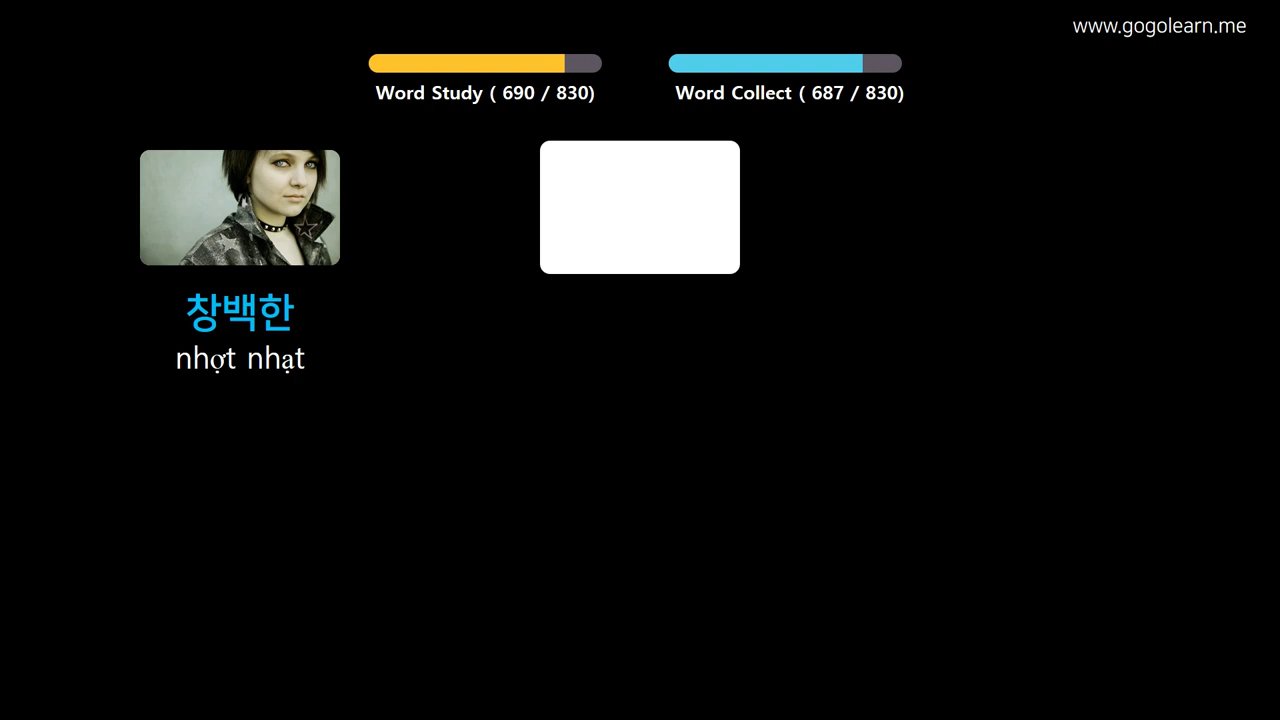 www.gogolearn.me
Word Study ( 690 / 830)
Word Collect ( 687 / 830)
창백한
nhợt nhạt